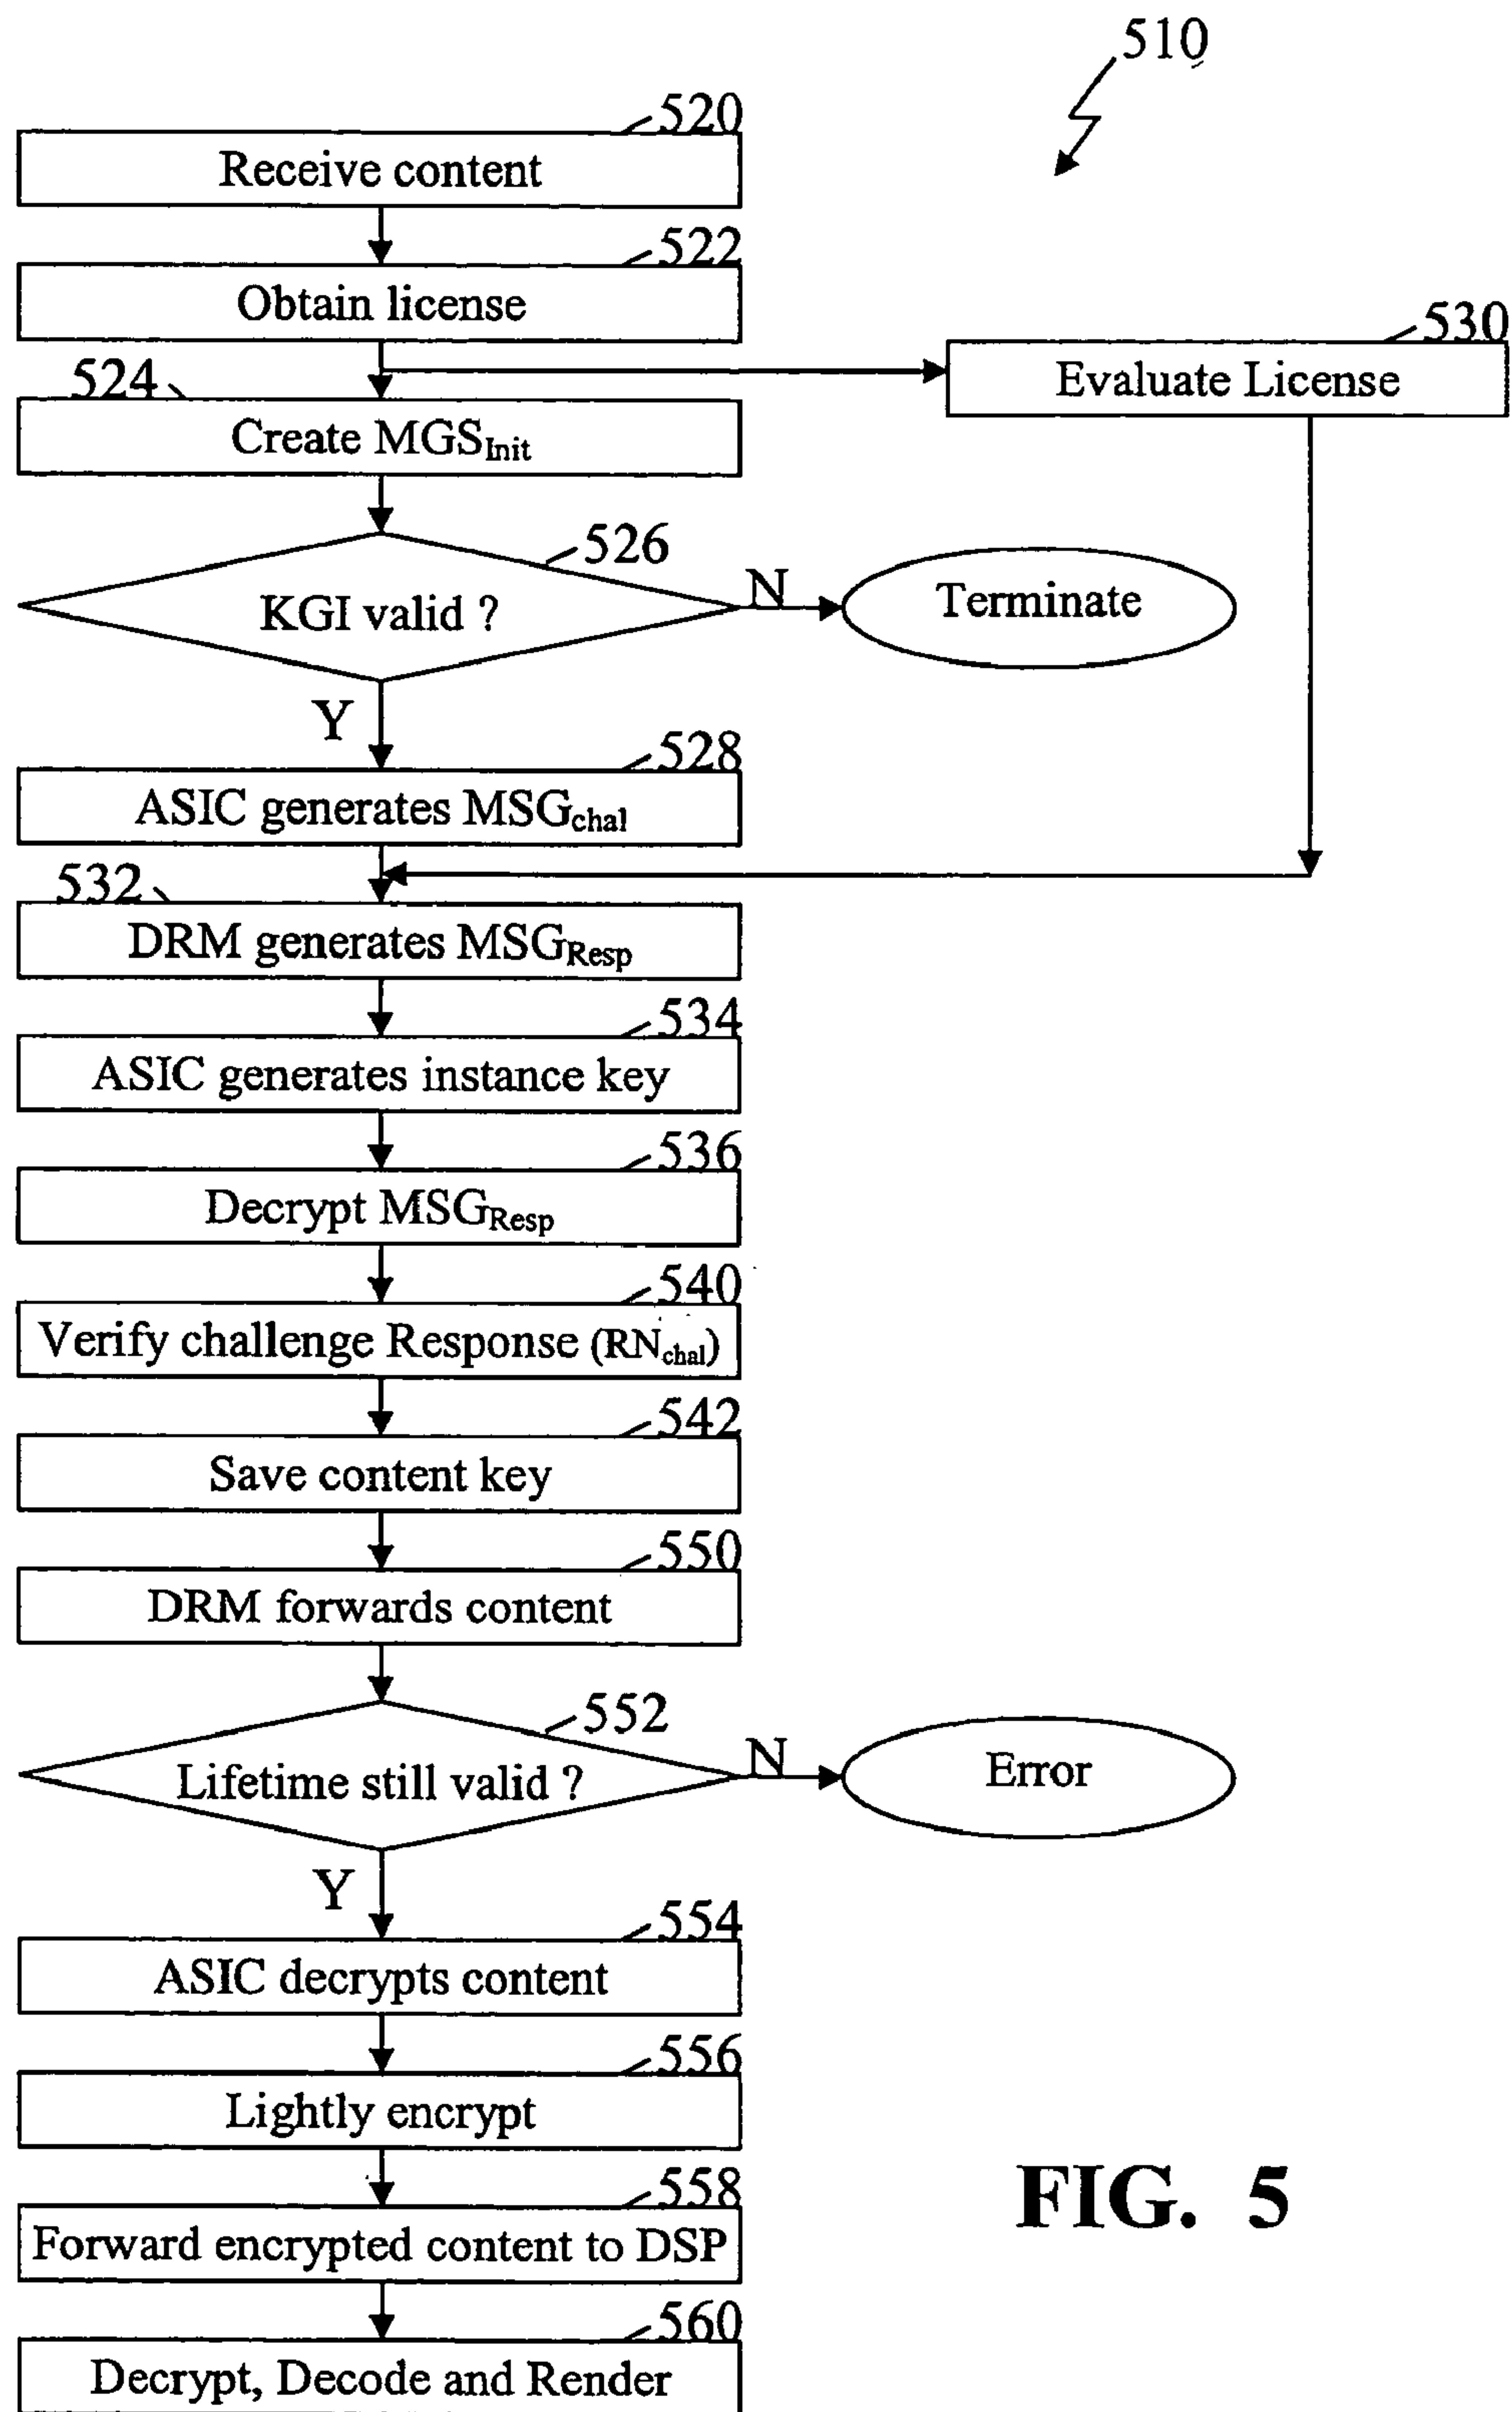 510
520
Receive content
522
Obtain license
530
Evaluate License
524
Create MGSInit
526
KGI valid ?
N
Terminate
Y
528
ASIC generates MSGchal
532
DRM generates MSGResp
534
ASIC generates instance key
536
Decrypt MSGResp
540
Verify challenge Response (RNchal)
542
Save content key
550
DRM forwards content
552
Lifetime still valid ?
N
Error
Y
554
ASIC decrypts content
556
Lightly encrypt
558
Forward encrypted content to DSP
560
Decrypt, Decode and Render
FIG. 5